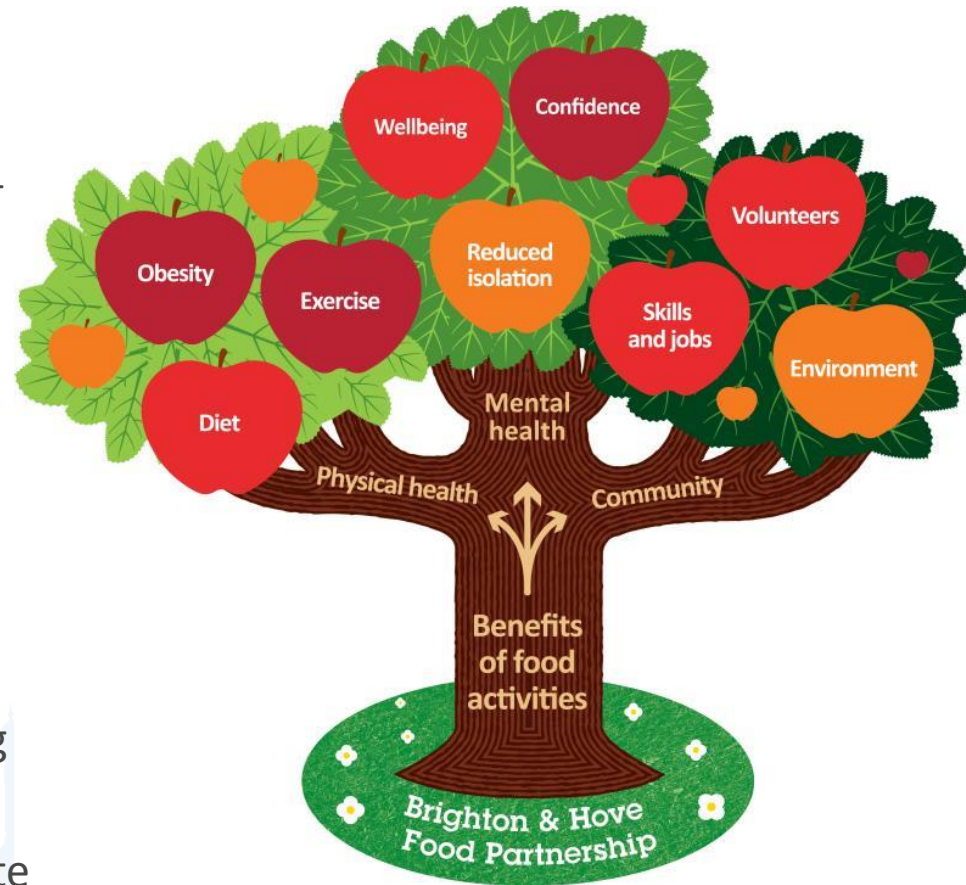 Wellbeing
Confidence
Volunteers
Obesity
Exercise
Reduced
isolation
Skills
and jobs
Environment
Diet
Mental
health
Physical health
Community
Benefits
of food
activities
Brighton & Hove
Food Partnership